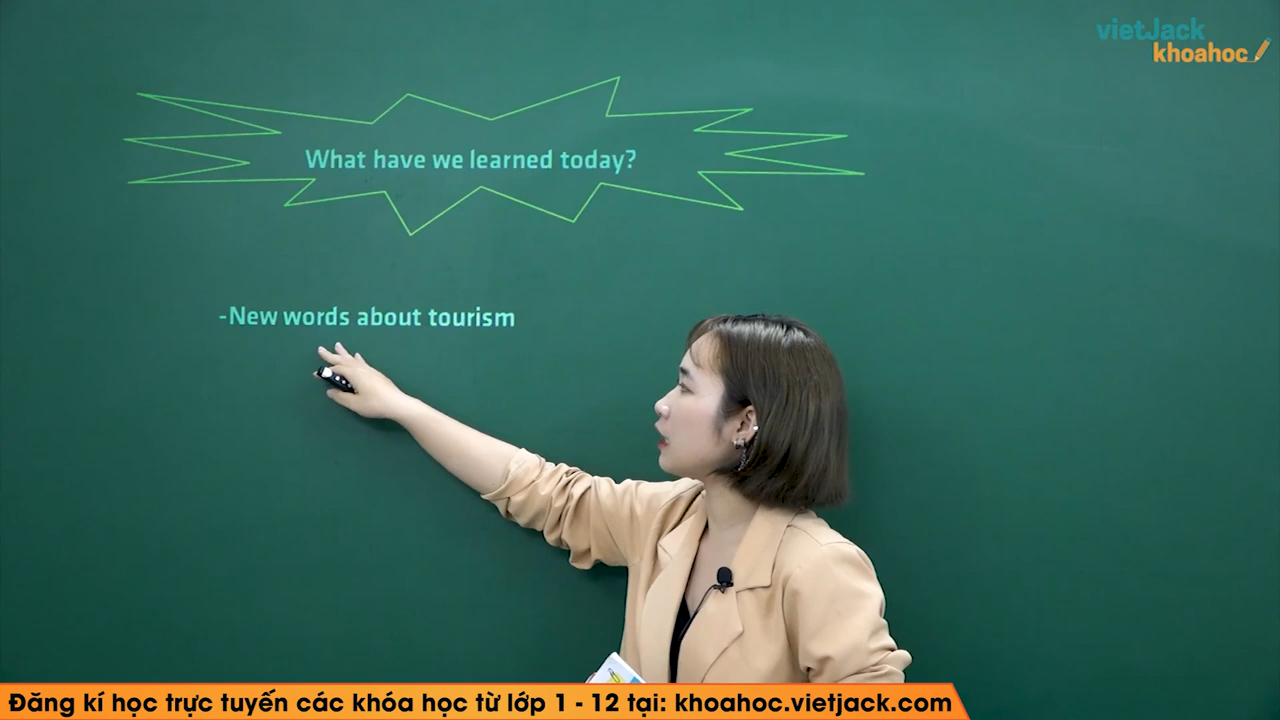 vietJack
khoahoc
What have we learned today?
-New words about tourism
Đăng kí học trực tuyến các khóa học từ lớp 1 - 12 tại: khoahoc.vietjack.com